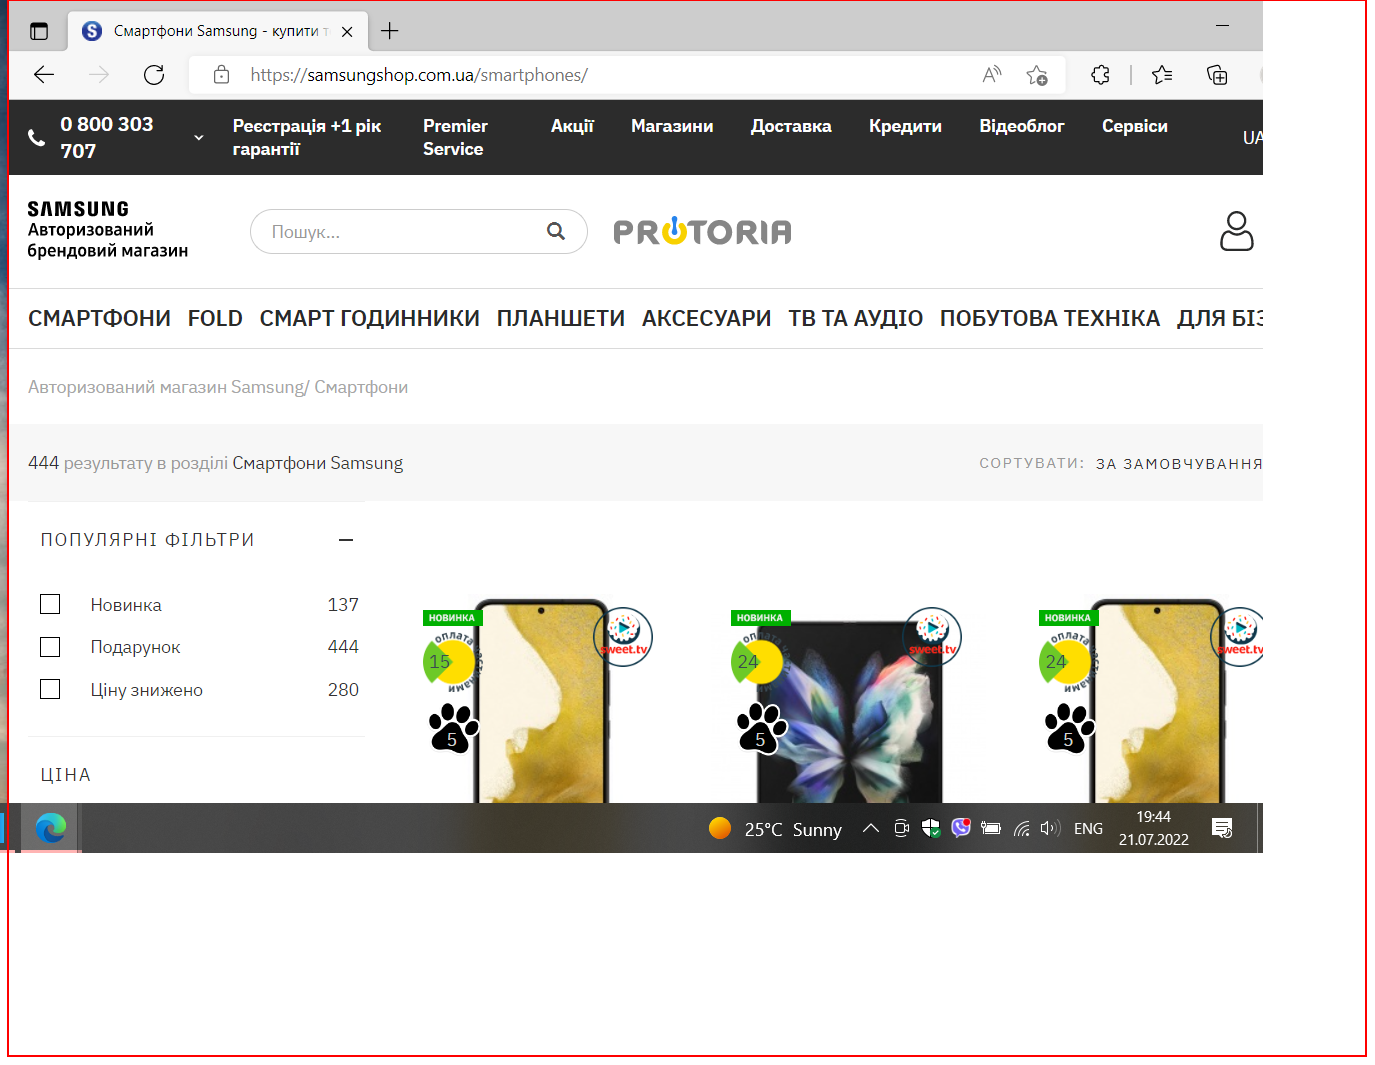 Смартфони Samsung - купити т
https://samsungshop.com.ua/smartphones/
0 800 303
707
Реєстрація +1 рік
гарантії
Premier
Service
Акції
Магазини
Доставка
Кредити
Відеоблог
Сервіси
UA
SAMSUNG
Авторизований
брендовий магазин
Пошук...
PROTORIA
СМАРТФОНИ FOLD СМАРТ ГОДИННИКИ ПЛАНШЕТИ АКСЕСУАРИ ТВ ТА АУДІО ПОБУТОВА ТЕХНІКА ДЛЯ БІЗ
Авторизований магазин Samsung/ Смартфони
444 результату в розділі Смартфони Samsung
СОРТУВАТИ: ЗА ЗАМОВЧУВАННЯ
ПОПУЛЯРНІ ФІЛЬТРИ
Новинка 137
Подарунок 444
Ціну знижено 280
ЦІНА
НОВИНКА
оплата частинами
15
5
sweet.tv
НОВИНКА
оплата частинами
24
5
sweet.tv
НОВИНКА
оплата частинами
24
5
sweet.tv
25°C Sunny
ENG
19:44
21.07.2022